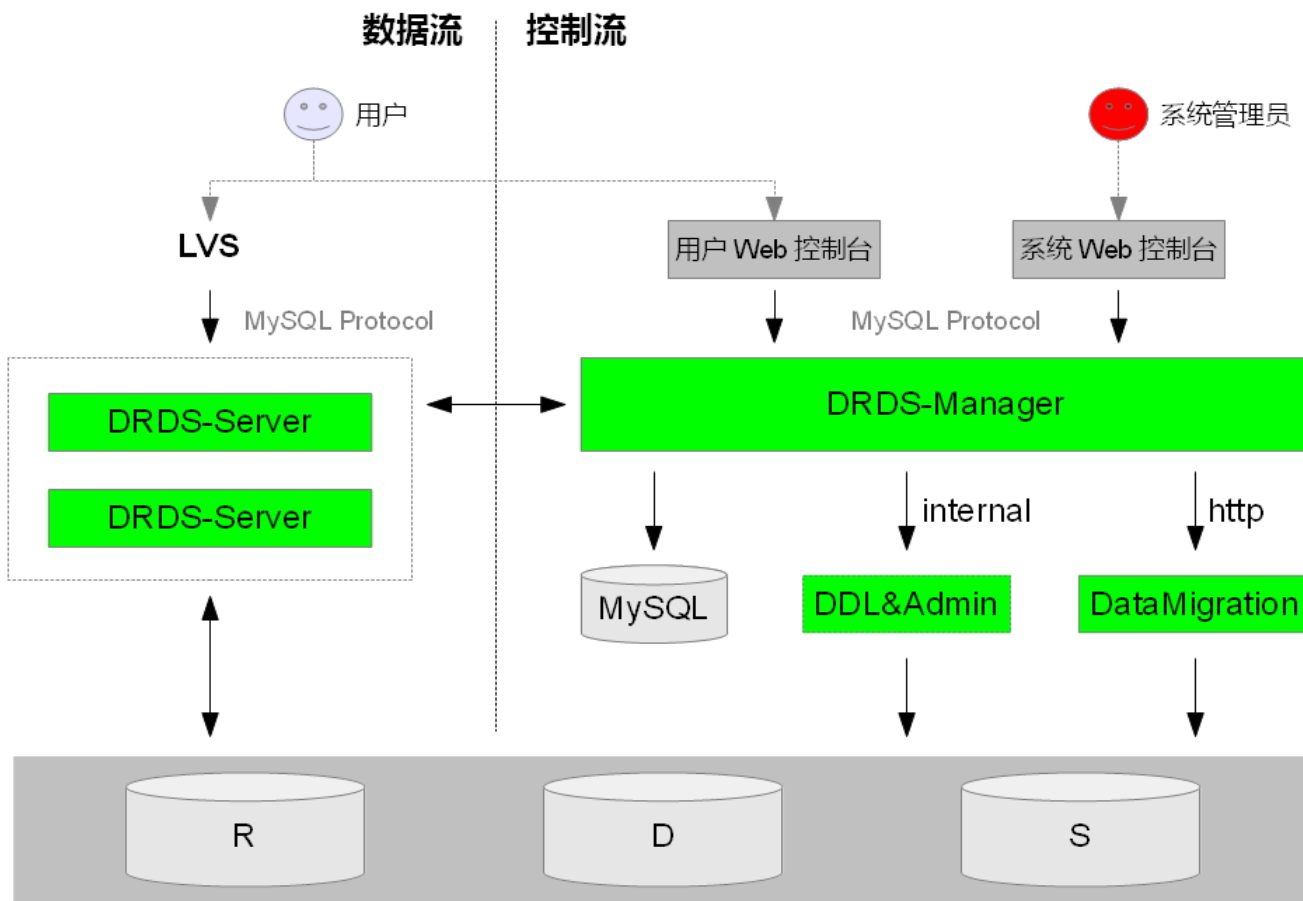 数据流
控制流
用户
系统管理员
LVS
用户 Web 控制台
系统 Web 控制台
MySQL Protocol
MySQL Protocol
DRDS-Server
DRDS-Manager
DRDS-Server
internal
http
MySQL
DDL&Admin
DataMigration
R
D
S